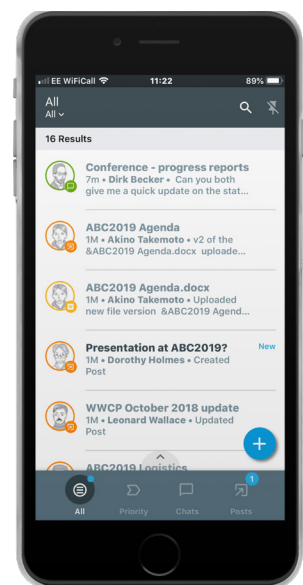 EE WiFiCall 11:22 89%
All
All
16 Results
Conference - progress reports
7m • Dirk Becker • Can you both
give me a quick update on the stat...
ABC2019 Agenda
1M • Akino Takemoto • v2 of the
&ABC2019 Agenda.docx uploade...
ABC2019 Agenda.docx
1M • Akino Takemoto • Uploaded
new file version &ABC2019 Agend...
Presentation at ABC2019? New
1M • Dorothy Holmes • Created
Post
WWCP October 2018 update
1M • Leonard Wallace • Updated
Post
ABC2019 Logistics
1
All Priority Chats Posts